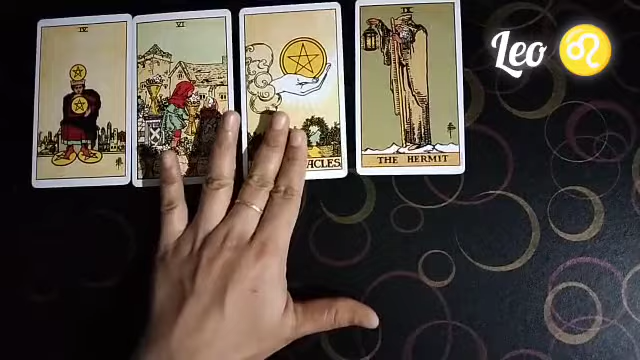 IV
VI
IX
ACLES
THE HERMIT
Leo